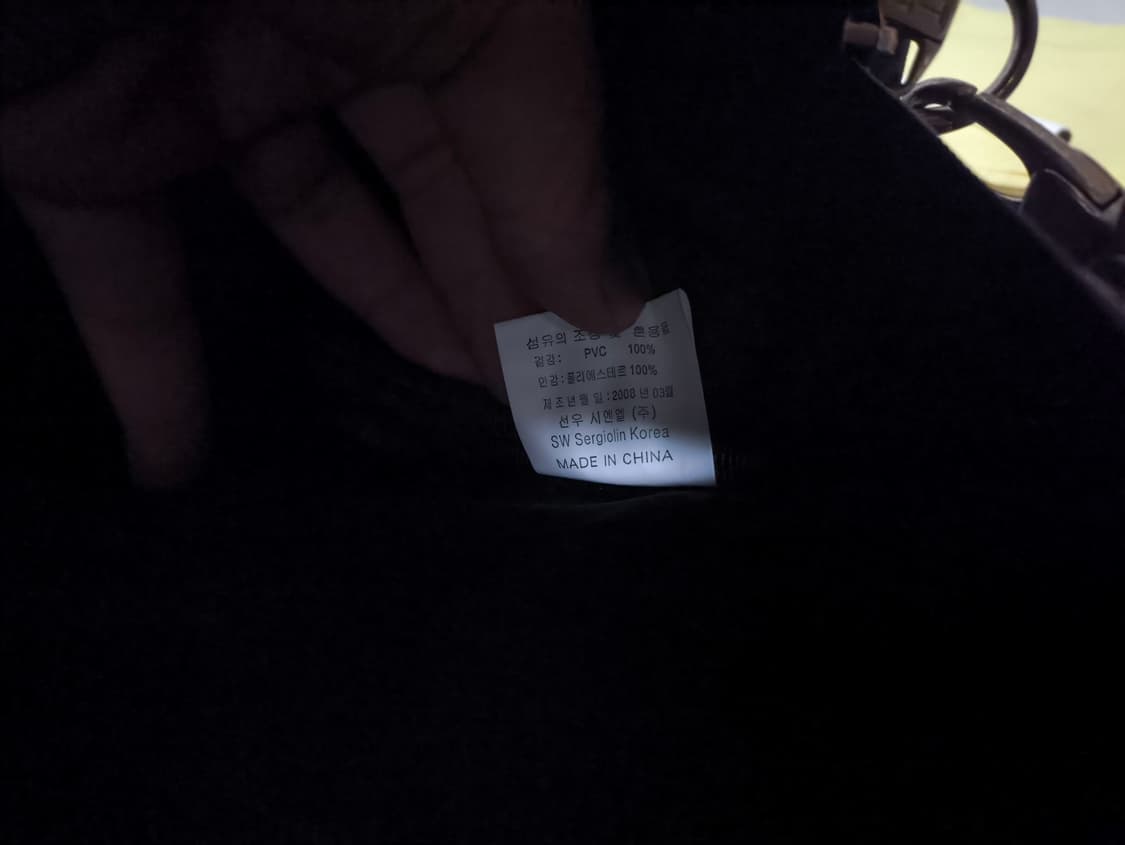 섬유의 조성 및 혼용율
겉감: PVC 100%
안감:폴리에스테르 100%
제 조 년 월 일 : 2008 년 03월
선우 시엔엘 (주)
SW Sergiolin Korea
MADE IN CHINA